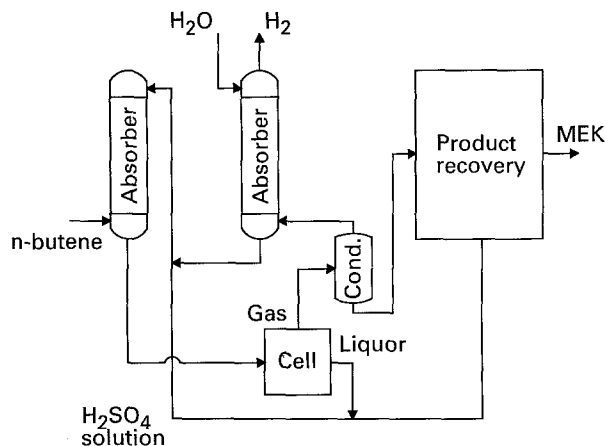 H₂O
H₂
Absorber
Absorber
Product
recovery
MEK
n-butene
Cond.
Gas
Cell
Liquor
H₂SO₄
solution